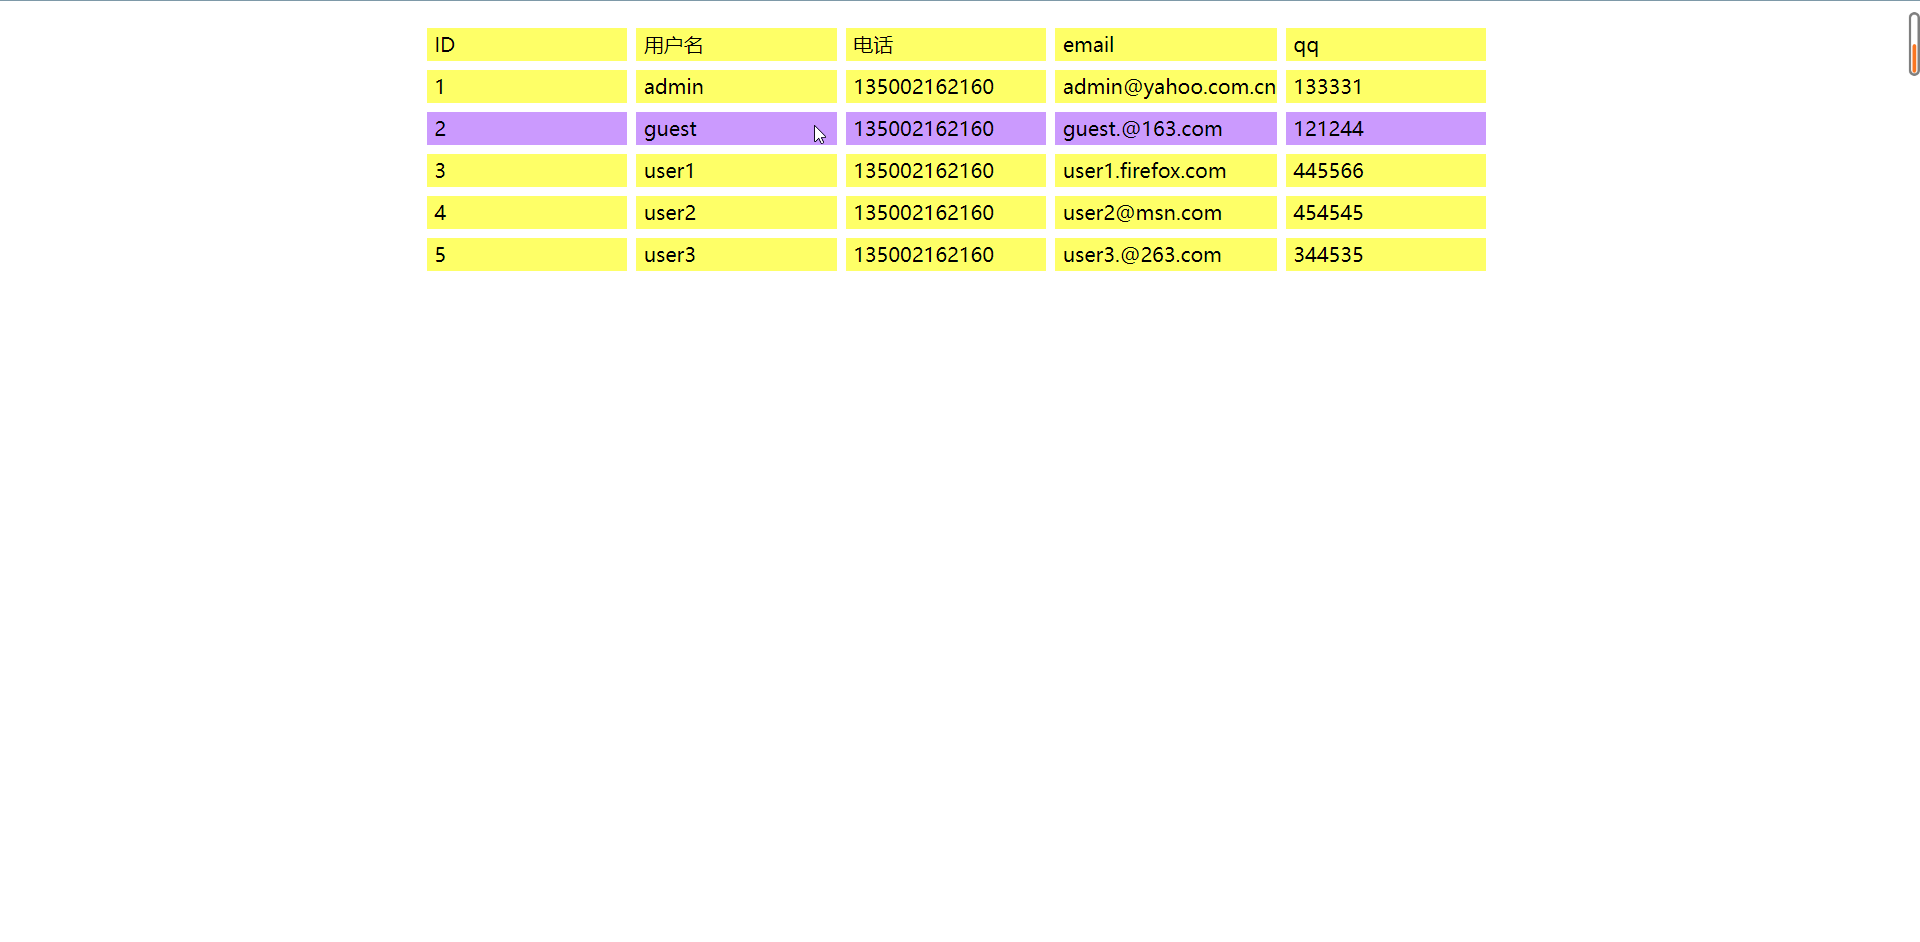 ID 用户名 电话 email qq
1 admin 135002162160 admin@yahoo.com.cn 133331
2 guest 135002162160 guest.@163.com 121244
3 user1 135002162160 user1.firefox.com 445566
4 user2 135002162160 user2@msn.com 454545
5 user3 135002162160 user3.@263.com 344535